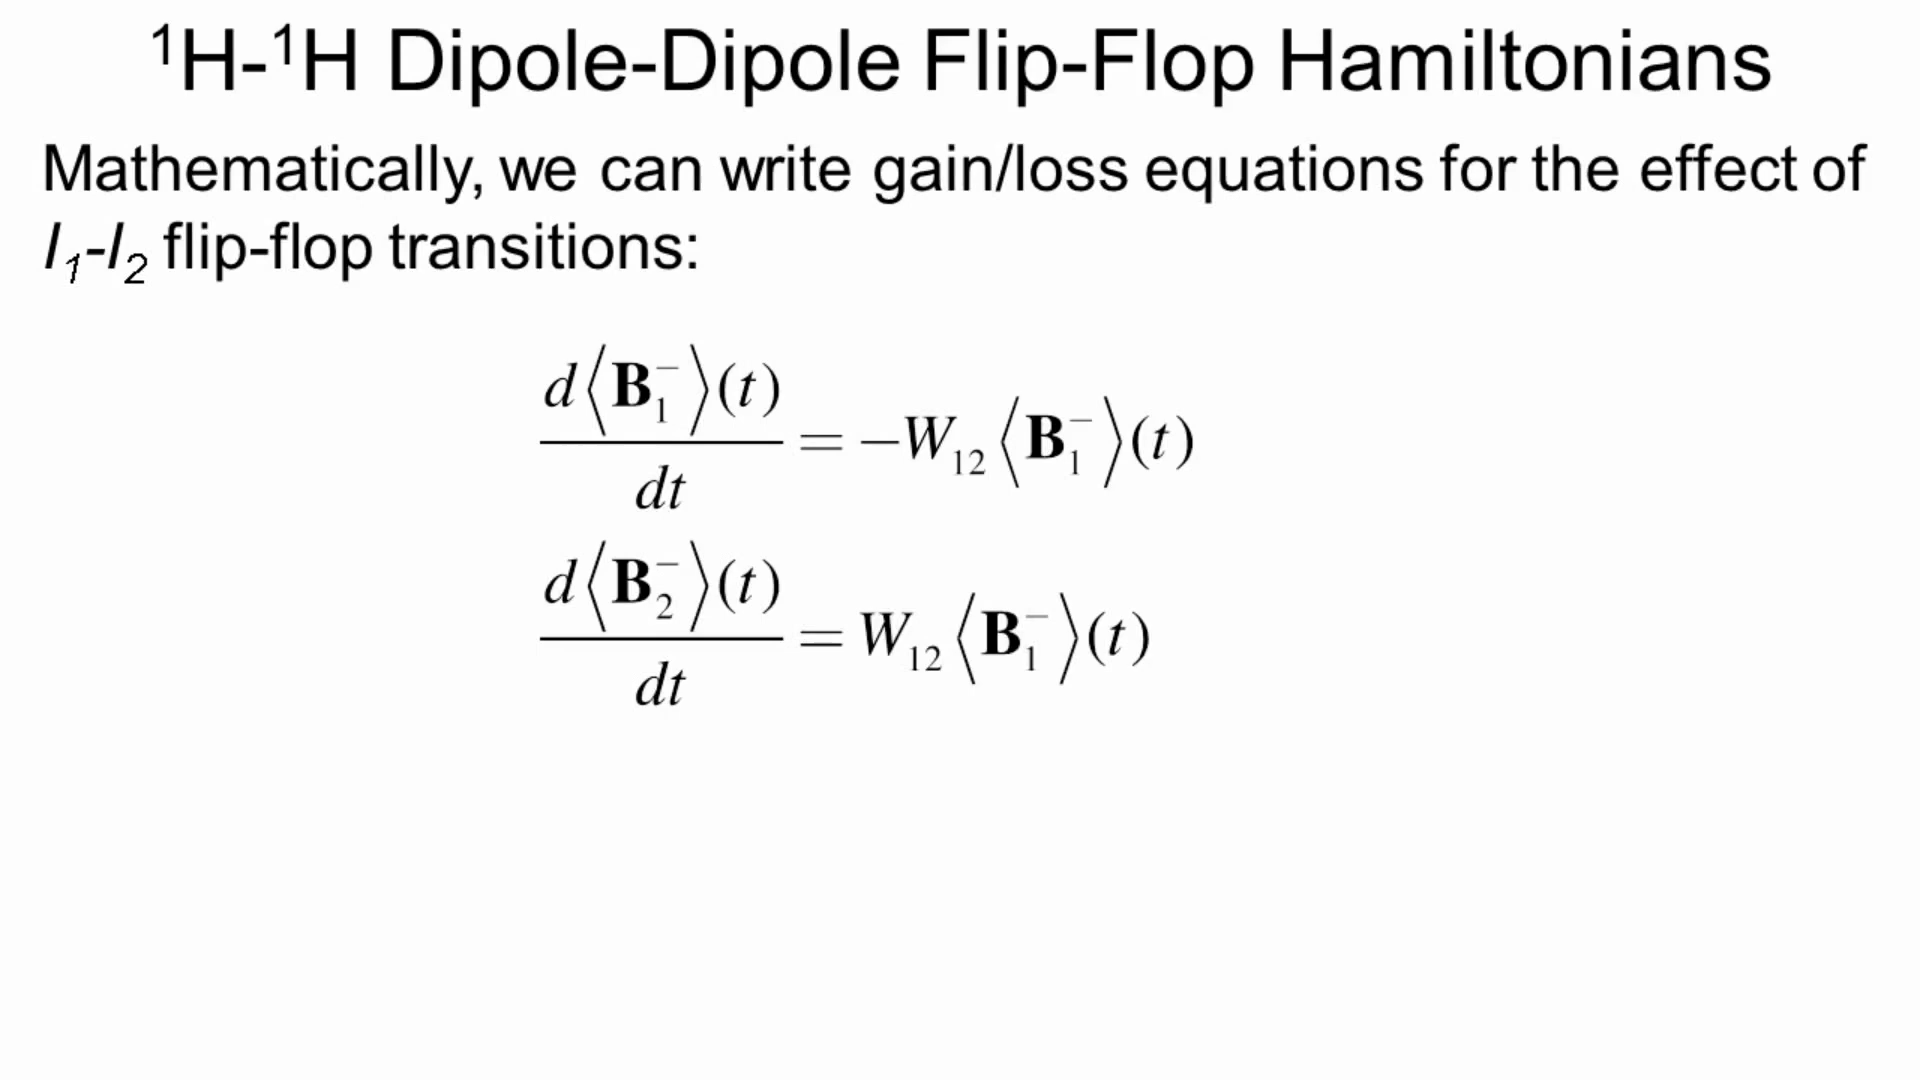 ¹H-¹H Dipole-Dipole Flip-Flop Hamiltonians
Mathematically, we can write gain/loss equations for the effect of
I₁-I₂ flip-flop transitions:
d⟨B₁⁻⟩(t)/dt = −W₁₂⟨B₁⁻⟩(t)
d⟨B₂⁻⟩(t)/dt = W₁₂⟨B₁⁻⟩(t)